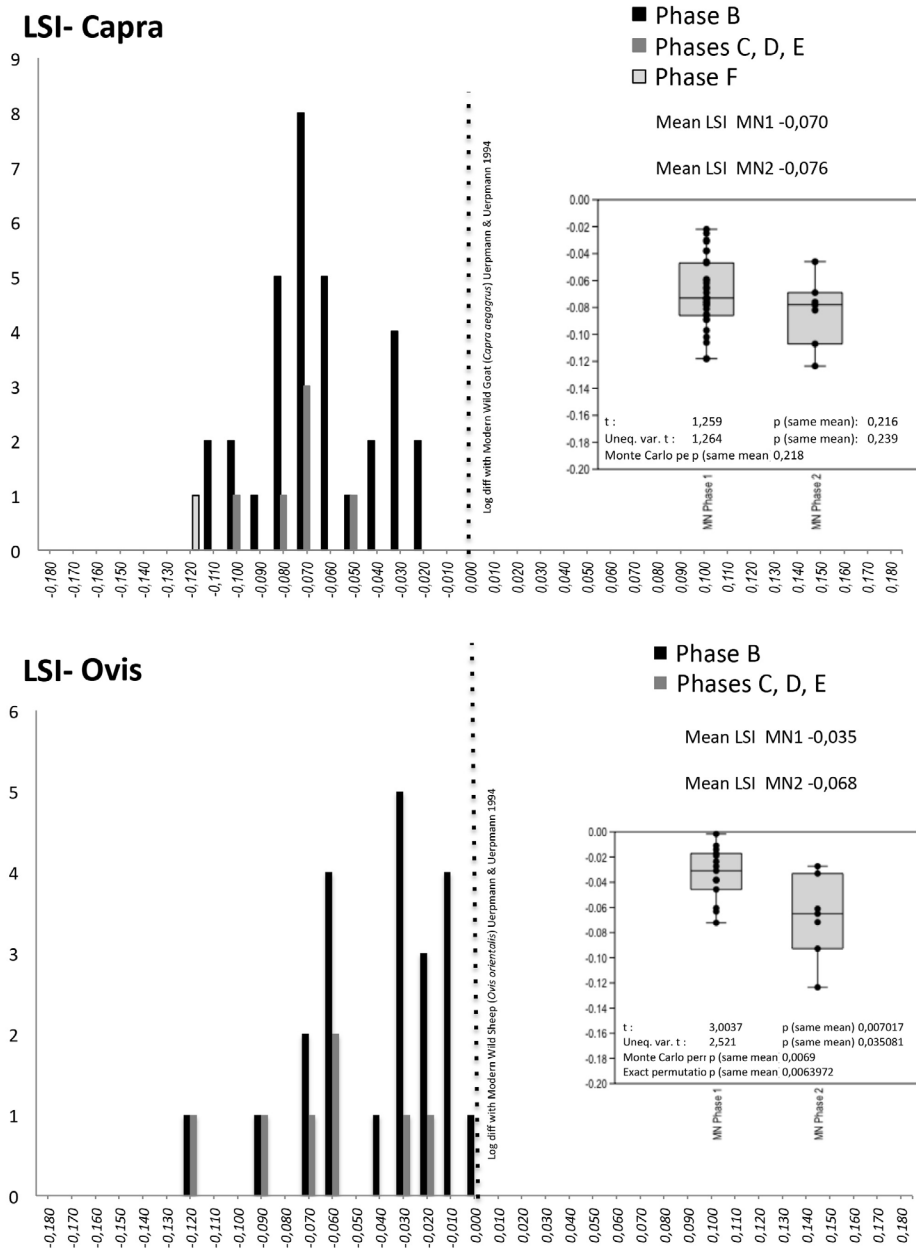 LSI- Capra
Phase B
Phases C, D, E
Phase F
Mean LSI MN1 -0,070
Mean LSI MN2 -0,076
9
8
7
6
5
4
3
2
1
0
Log diff with Modern Wild Goat (Capra aegagrus) Uerpmann & Uerpmann 1994
0.00
-0.02
-0.04
-0.06
-0.08
-0.10
-0.12
-0.14
-0.16
-0.18
-0.20
t : 1,259 p (same mean): 0,216
Uneq. var. t : 1,264 p (same mean): 0,239
Monte Carlo pe p (same mean 0,218
MN Phase 1
MN Phase 2
-0,180 -0,170 -0,160 -0,150 -0,140 -0,130 -0,120 -0,110 -0,100 -0,090 -0,080 -0,070 -0,060 -0,050 -0,040 -0,030 -0,020 -0,010 0,000 0,010 0,020 0,030 0,040 0,050 0,060 0,070 0,080 0,090 0,100 0,110 0,120 0,130 0,140 0,150 0,160 0,170 0,180
LSI- Ovis
Phase B
Phases C, D, E
Mean LSI MN1 -0,035
Mean LSI MN2 -0,068
6
5
4
3
2
1
0
Log diff with Modern Wild Sheep (Ovis orientalis) Uerpmann & Uerpmann 1994
0.00
-0.02
-0.04
-0.06
-0.08
-0.10
-0.12
-0.14
-0.16
-0.18
-0.20
t : 3,0037 p (same mean) 0,007017
Uneq. var. t : 2,521 p (same mean) 0,035081
Monte Carlo perr p (same mean 0,0069
Exact permutatio p (same mean 0,0063972
MN Phase 1
MN Phase 2
-0,180 -0,170 -0,160 -0,150 -0,140 -0,130 -0,120 -0,110 -0,100 -0,090 -0,080 -0,070 -0,060 -0,050 -0,040 -0,030 -0,020 -0,010 0,000 0,010 0,020 0,030 0,040 0,050 0,060 0,070 0,080 0,090 0,100 0,110 0,120 0,130 0,140 0,150 0,160 0,170 0,180